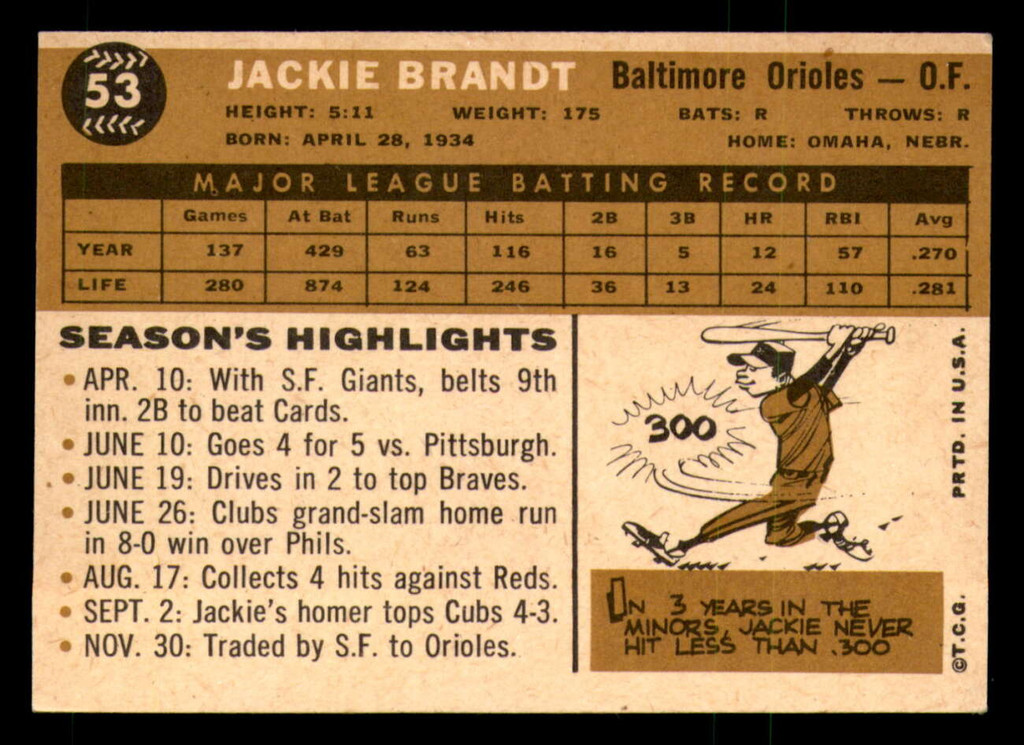 53
JACKIE BRANDT Baltimore Orioles — O.F.
HEIGHT: 5:11 WEIGHT: 175 BATS: R THROWS: R
BORN: APRIL 28, 1934 HOME: OMAHA, NEBR.
MAJOR LEAGUE BATTING RECORD
Games At Bat Runs Hits 2B 3B HR RBI Avg
YEAR 137 429 63 116 16 5 12 57 .270
LIFE 280 874 124 246 36 13 24 110 .281
SEASON'S HIGHLIGHTS
• APR. 10: With S.F. Giants, belts 9th
inn. 2B to beat Cards.
• JUNE 10: Goes 4 for 5 vs. Pittsburgh.
• JUNE 19: Drives in 2 to top Braves.
• JUNE 26: Clubs grand-slam home run
in 8-0 win over Phils.
• AUG. 17: Collects 4 hits against Reds.
• SEPT. 2: Jackie's homer tops Cubs 4-3.
• NOV. 30: Traded by S.F. to Orioles.
300
IN 3 YEARS IN THE
MINORS, JACKIE NEVER
HIT LESS THAN .300
©T.C.G. PRTD. IN U.S.A.